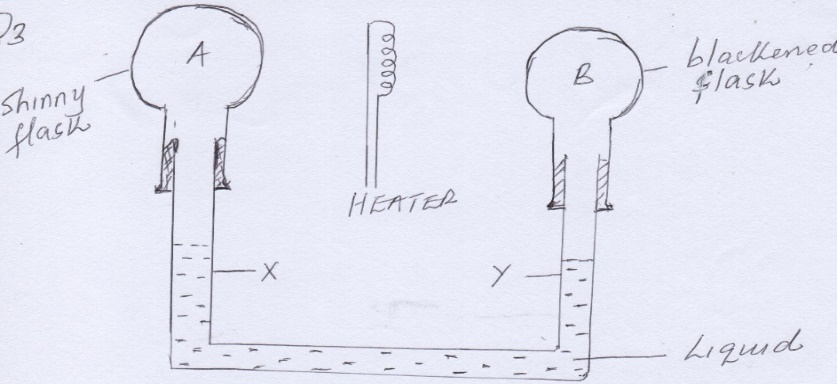 Q3
A
B
shinny
flask
blackened
flask
HEATER
X
Y
Liquid